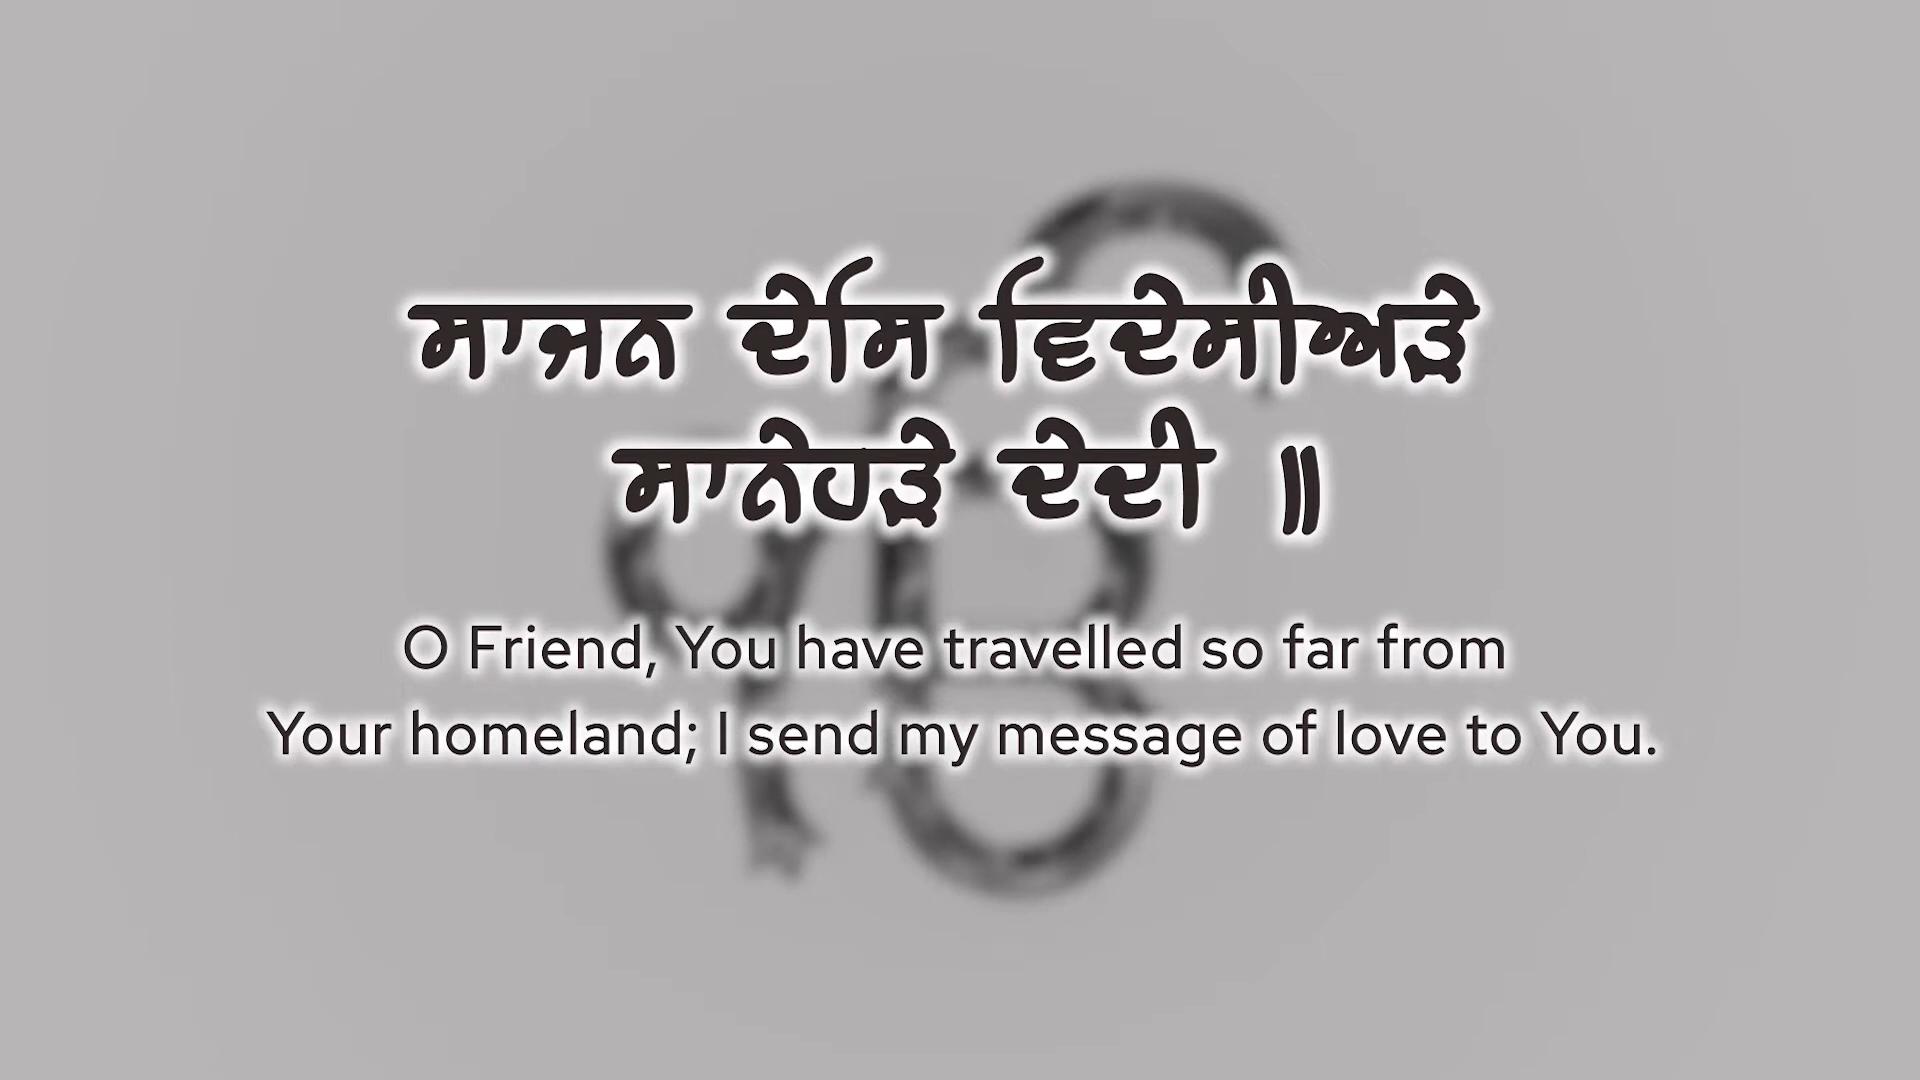 ਸਾਜਨ ਦੇਸਿ ਵਿਦੇਸੀਅੜੇ
ਸਾਨੇਹੜੇ ਦੇਦੀ ॥
O Friend, You have travelled so far from
Your homeland; I send my message of love to You.